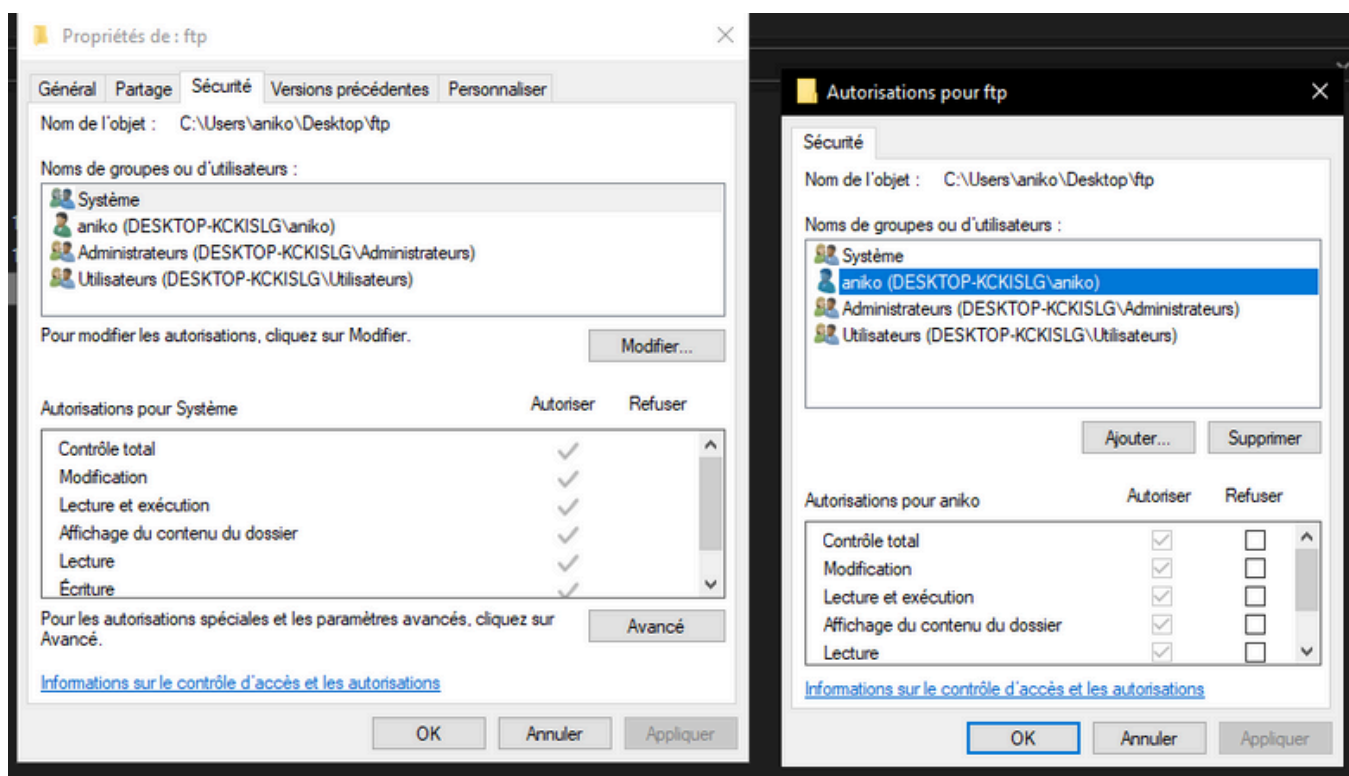 Propriétés de : ftp
Général Partage Sécurité Versions précédentes Personnaliser
Nom de l'objet : C:\Users\aniko\Desktop\ftp
Noms de groupes ou d'utilisateurs :
Système
aniko (DESKTOP-KCKISLG\aniko)
Administrateurs (DESKTOP-KCKISLG\Administrateurs)
Utilisateurs (DESKTOP-KCKISLG\Utilisateurs)
Pour modifier les autorisations, cliquez sur Modifier.
Modifier...
Autorisations pour Système Autoriser Refuser
Contrôle total
Modification
Lecture et exécution
Affichage du contenu du dossier
Lecture
Écriture
Pour les autorisations spéciales et les paramètres avancés, cliquez sur
Avancé.
Avancé
Informations sur le contrôle d'accès et les autorisations
OK Annuler Appliquer
Autorisations pour ftp
Sécurité
Nom de l'objet : C:\Users\aniko\Desktop\ftp
Noms de groupes ou d'utilisateurs :
Système
aniko (DESKTOP-KCKISLG\aniko)
Administrateurs (DESKTOP-KCKISLG\Administrateurs)
Utilisateurs (DESKTOP-KCKISLG\Utilisateurs)
Ajouter... Supprimer
Autorisations pour aniko Autoriser Refuser
Contrôle total
Modification
Lecture et exécution
Affichage du contenu du dossier
Lecture
Informations sur le contrôle d'accès et les autorisations
OK Annuler Appliquer